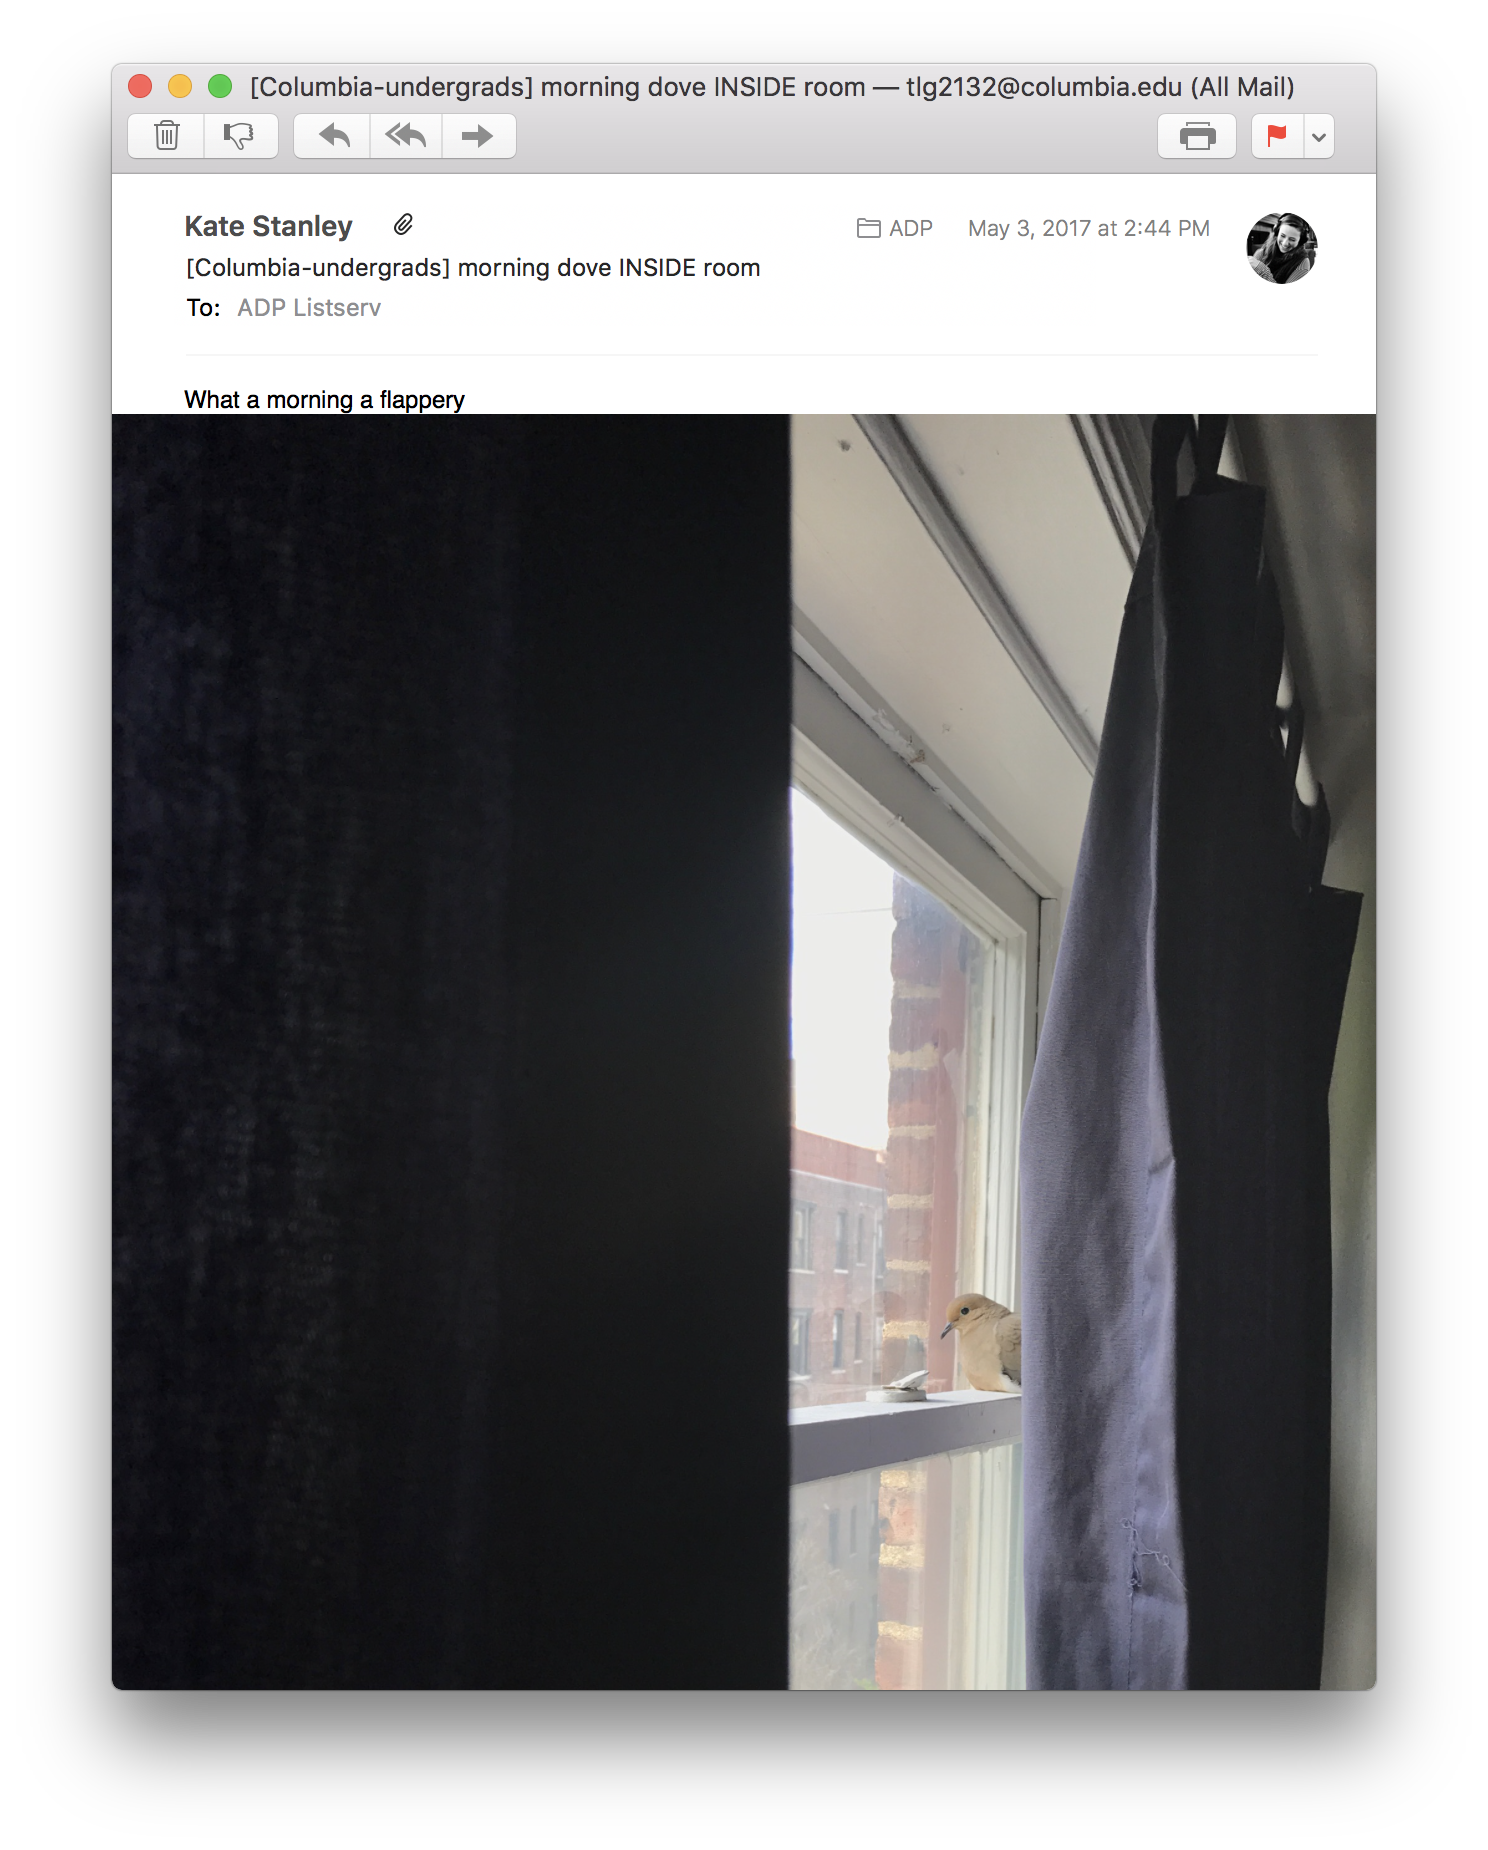 [Columbia-undergrads] morning dove INSIDE room — tlg2132@columbia.edu (All Mail)
Kate Stanley
ADP
May 3, 2017 at 2:44 PM
[Columbia-undergrads] morning dove INSIDE room
To: ADP Listserv
What a morning a flappery